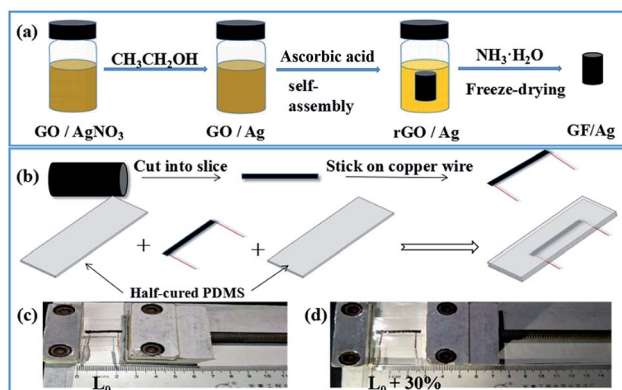 (a)
CH₃CH₂OH
Ascorbic acid
self-
assembly
NH₃·H₂O
Freeze-drying
GO / AgNO₃
GO / Ag
rGO / Ag
GF/Ag
(b)
Cut into slice
Stick on copper wire
+
+
Half-cured PDMS
(c)
L₀
(d)
L₀ + 30%